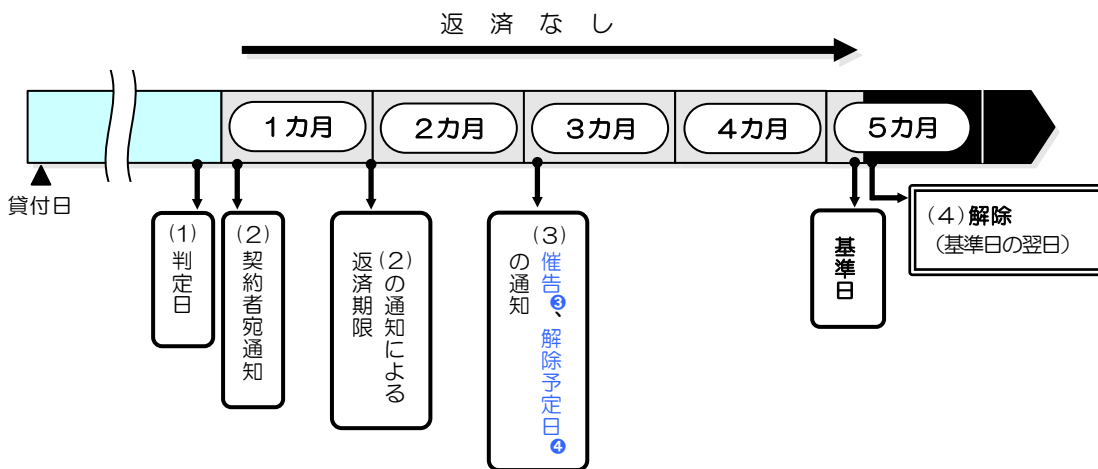 返済なし
1カ月
2カ月
3カ月
4カ月
5カ月
貸付日
(1)
判定日
(2)
契約者宛通知
(2)の通知による
返済期限
(3)
催告❸、解除予定日❹
の通知
基準日
(4)解除
(基準日の翌日)